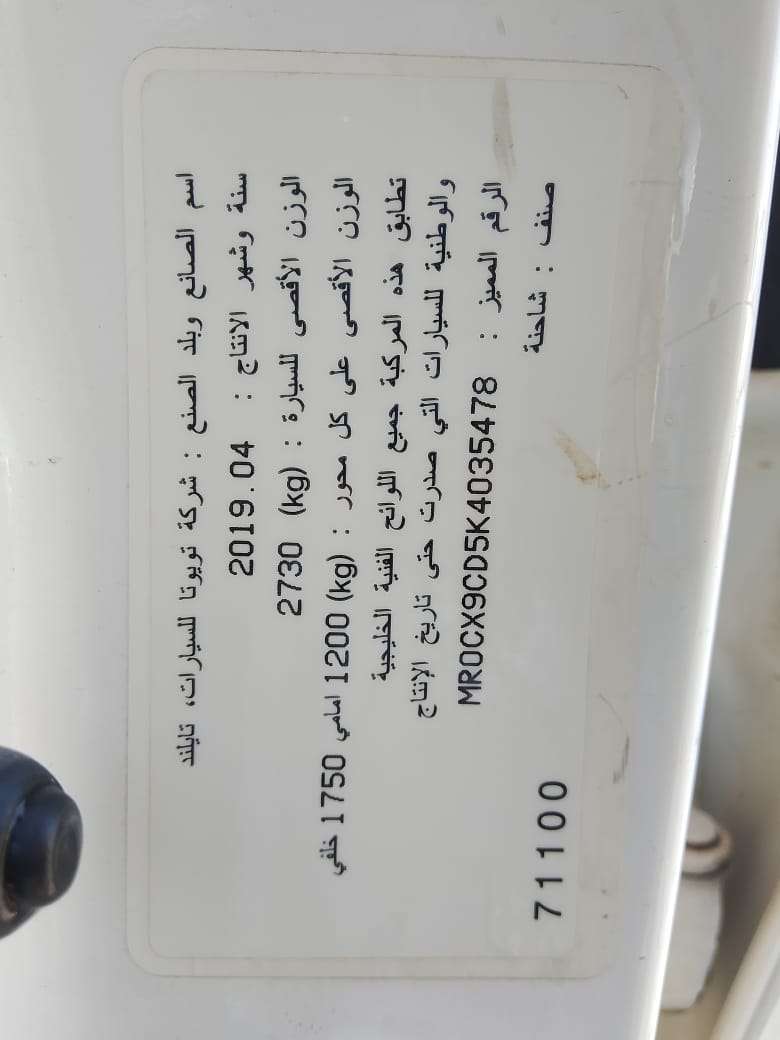 اسم الصانع وبلد الصنع : شركة تويوتا للسيارات، تايلند
سنة وشهر الانتاج : 2019.04
الوزن الأقصى للسيارة : (kg) 2730
الوزن الأقصى على كل محور : (kg) 1200 امامي 1750 خلفي
تطابق هذه المركبة جميع اللوائح الفنية الخليجية
والوطنية للسيارات التي صدرت حتى تاريخ الإنتاج
الرقم المميز : MR0CX9CD5K4035478
صنف : شاحنة
71100